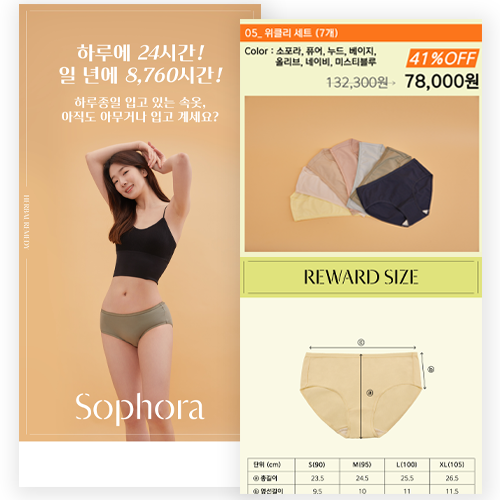 하루에 24시간!
일 년에 8,760시간!
하루종일 입고 있는 속옷,
아직도 아무거나 입고 계세요?
Sophora
05_ 위클리 세트 (7개)
Color : 소포라, 퓨어, 누드, 베이지,
올리브, 네이비, 미스티블루
41%OFF
132,300원→
78,000원
REWARD SIZE
ⓒ
ⓑ
ⓐ
단위 (cm) S(90) M(95) L(100) XL(105)
ⓐ 총길이 23.5 24.5 25.5 26.5
ⓑ 옆선길이 9.5 10 11 11.5